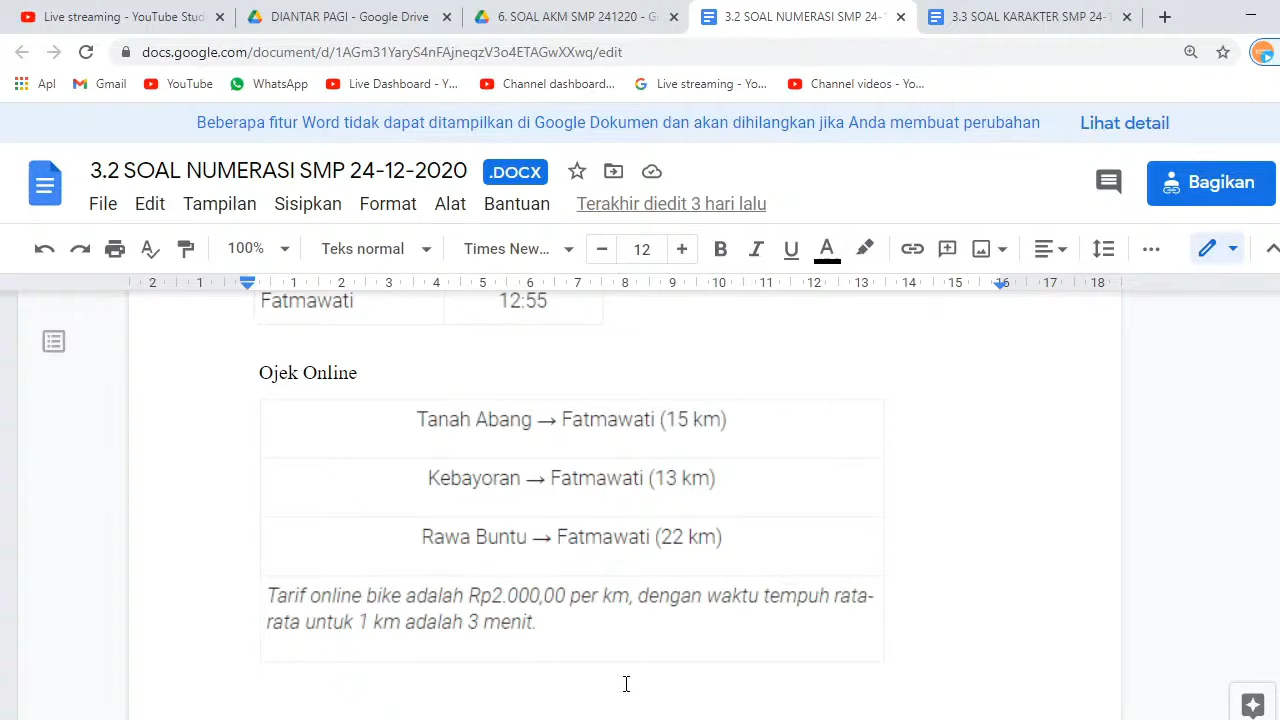 Live streaming - YouTube Stud
DIANTAR PAGI - Google Drive
6. SOAL AKM SMP 241220 - G
3.2 SOAL NUMERASI SMP 24-1
3.3 SOAL KARAKTER SMP 24-1
docs.google.com/document/d/1AGm31YaryS4nFAjneqzV3o4ETAGwXXwq/edit
Apl
Gmail
YouTube
WhatsApp
Live Dashboard - Y...
Channel dashboard...
Live streaming - Yo...
Channel videos - Yo...
Beberapa fitur Word tidak dapat ditampilkan di Google Dokumen dan akan dihilangkan jika Anda membuat perubahan
Lihat detail
3.2 SOAL NUMERASI SMP 24-12-2020
.DOCX
Bagikan
File Edit Tampilan Sisipkan Format Alat Bantuan
Terakhir diedit 3 hari lalu
100%
Teks normal
Times New...
12
B I U A
2 1 1 2 3 4 5 6 7 8 9 10 11 12 13 14 15 16 17 18
Fatmawati 12:55
Ojek Online
Tanah Abang → Fatmawati (15 km)
Kebayoran → Fatmawati (13 km)
Rawa Buntu → Fatmawati (22 km)
Tarif online bike adalah Rp2.000,00 per km, dengan waktu tempuh rata-
rata untuk 1 km adalah 3 menit.